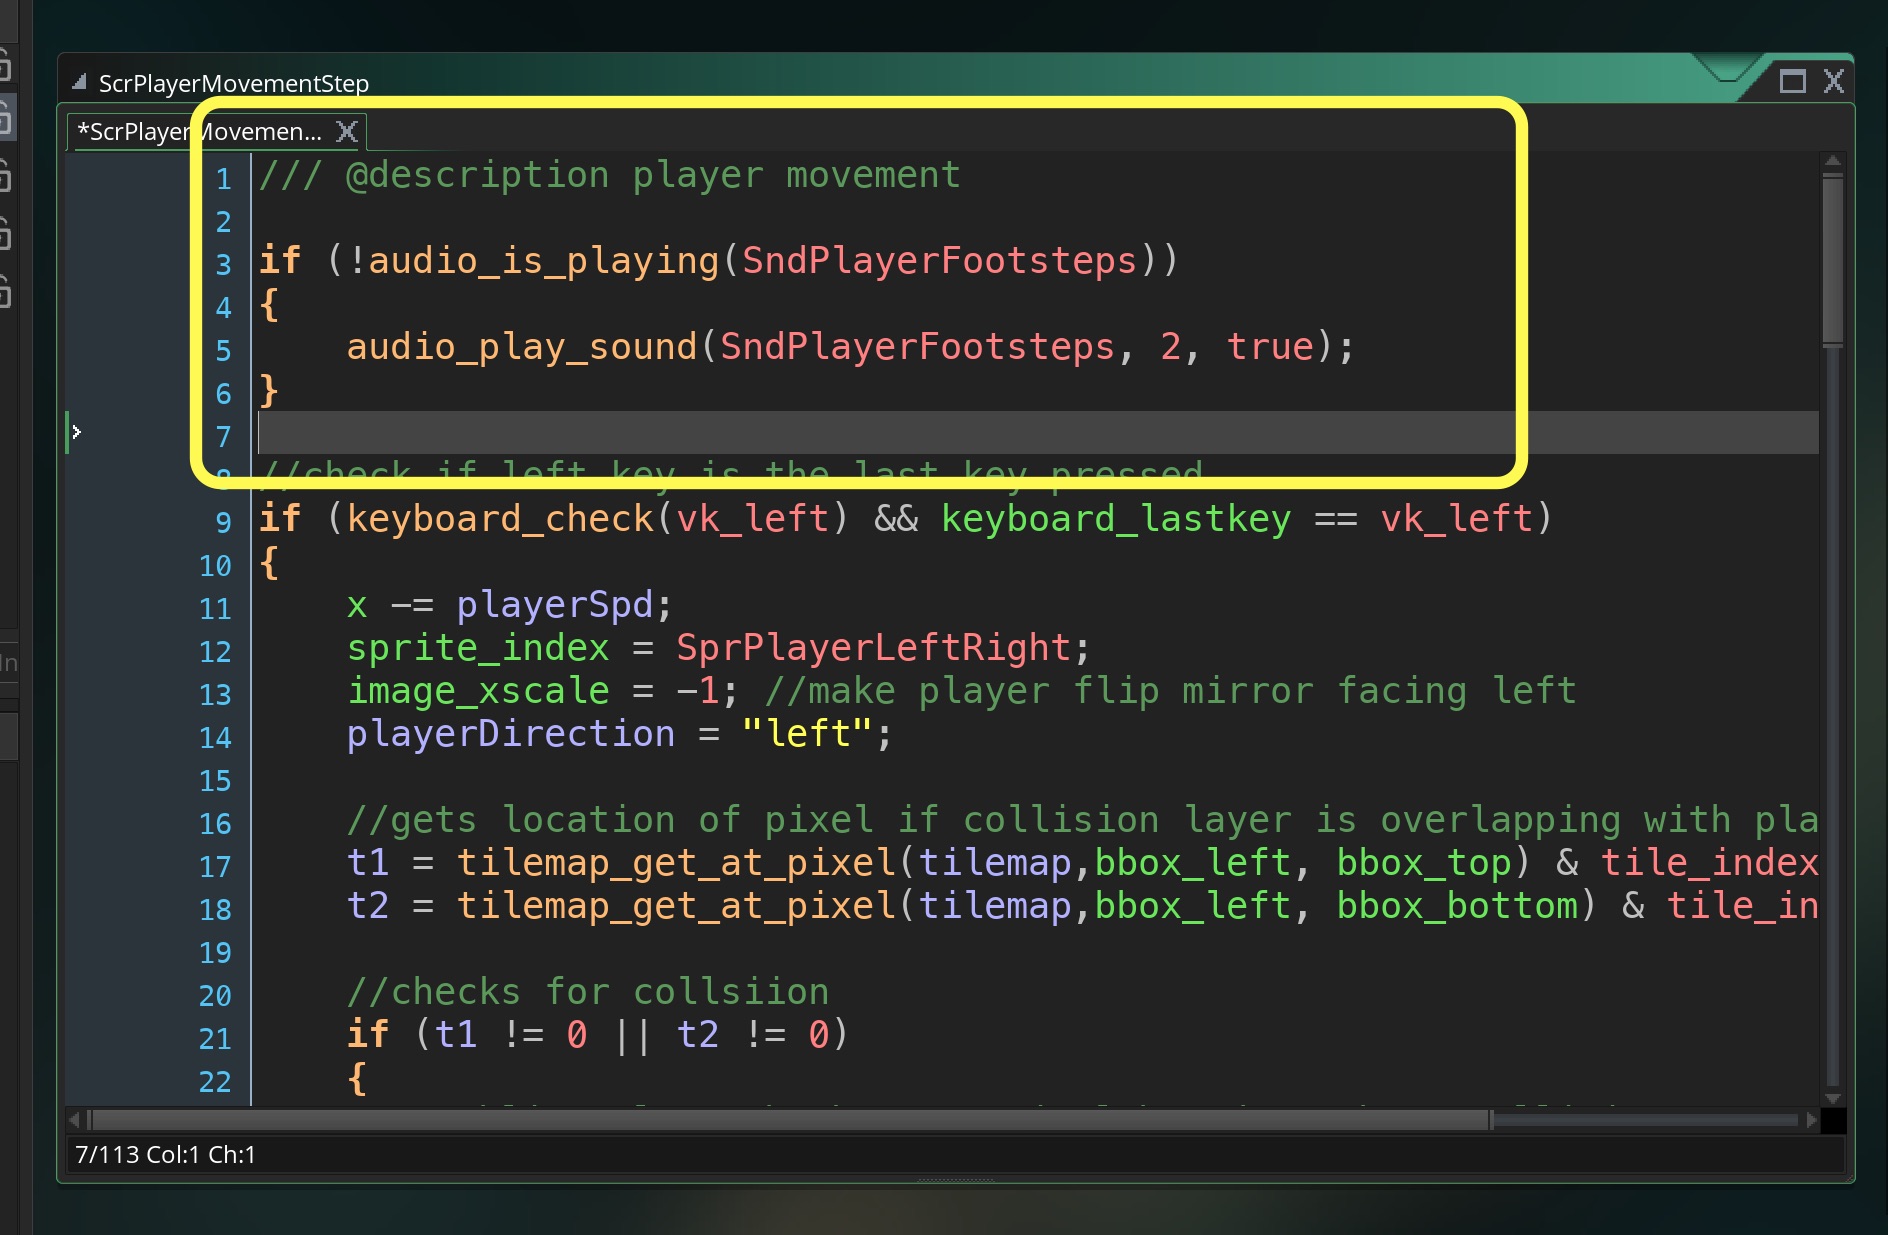 ScrPlayerMovementStep
*ScrPlayerMovemen...
1 /// @description player movement
2
3 if (!audio_is_playing(SndPlayerFootsteps))
4 {
5 audio_play_sound(SndPlayerFootsteps, 2, true);
6 }
7
8 //check if left key is the last key pressed
9 if (keyboard_check(vk_left) && keyboard_lastkey == vk_left)
10 {
11 x -= playerSpd;
12 sprite_index = SprPlayerLeftRight;
13 image_xscale = -1; //make player flip mirror facing left
14 playerDirection = "left";
15
16 //gets location of pixel if collision layer is overlapping with pla
17 t1 = tilemap_get_at_pixel(tilemap,bbox_left, bbox_top) & tile_index
18 t2 = tilemap_get_at_pixel(tilemap,bbox_left, bbox_bottom) & tile_in
19
20 //checks for collsiion
21 if (t1 != 0 || t2 != 0)
22 {
7/113 Col:1 Ch:1